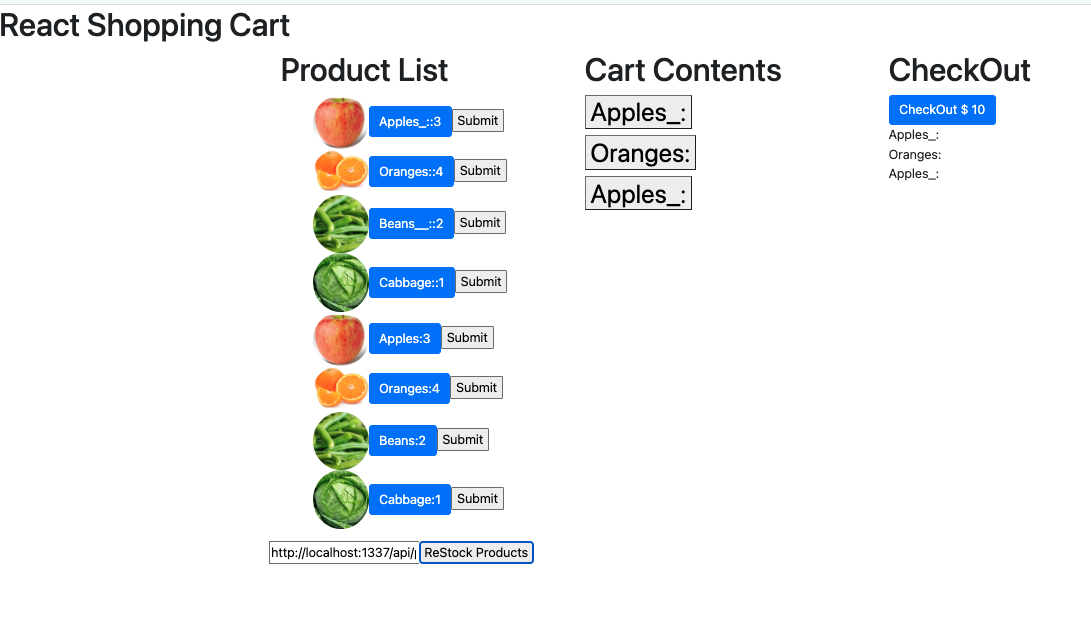 React Shopping Cart
Product List
Apples_::3 Submit
Oranges::4 Submit
Beans__::2 Submit
Cabbage::1 Submit
Apples:3 Submit
Oranges:4 Submit
Beans:2 Submit
Cabbage:1 Submit
http://localhost:1337/api/ ReStock Products
Cart Contents
Apples_:
Oranges:
Apples_:
CheckOut
CheckOut $ 10
Apples_:
Oranges:
Apples_: